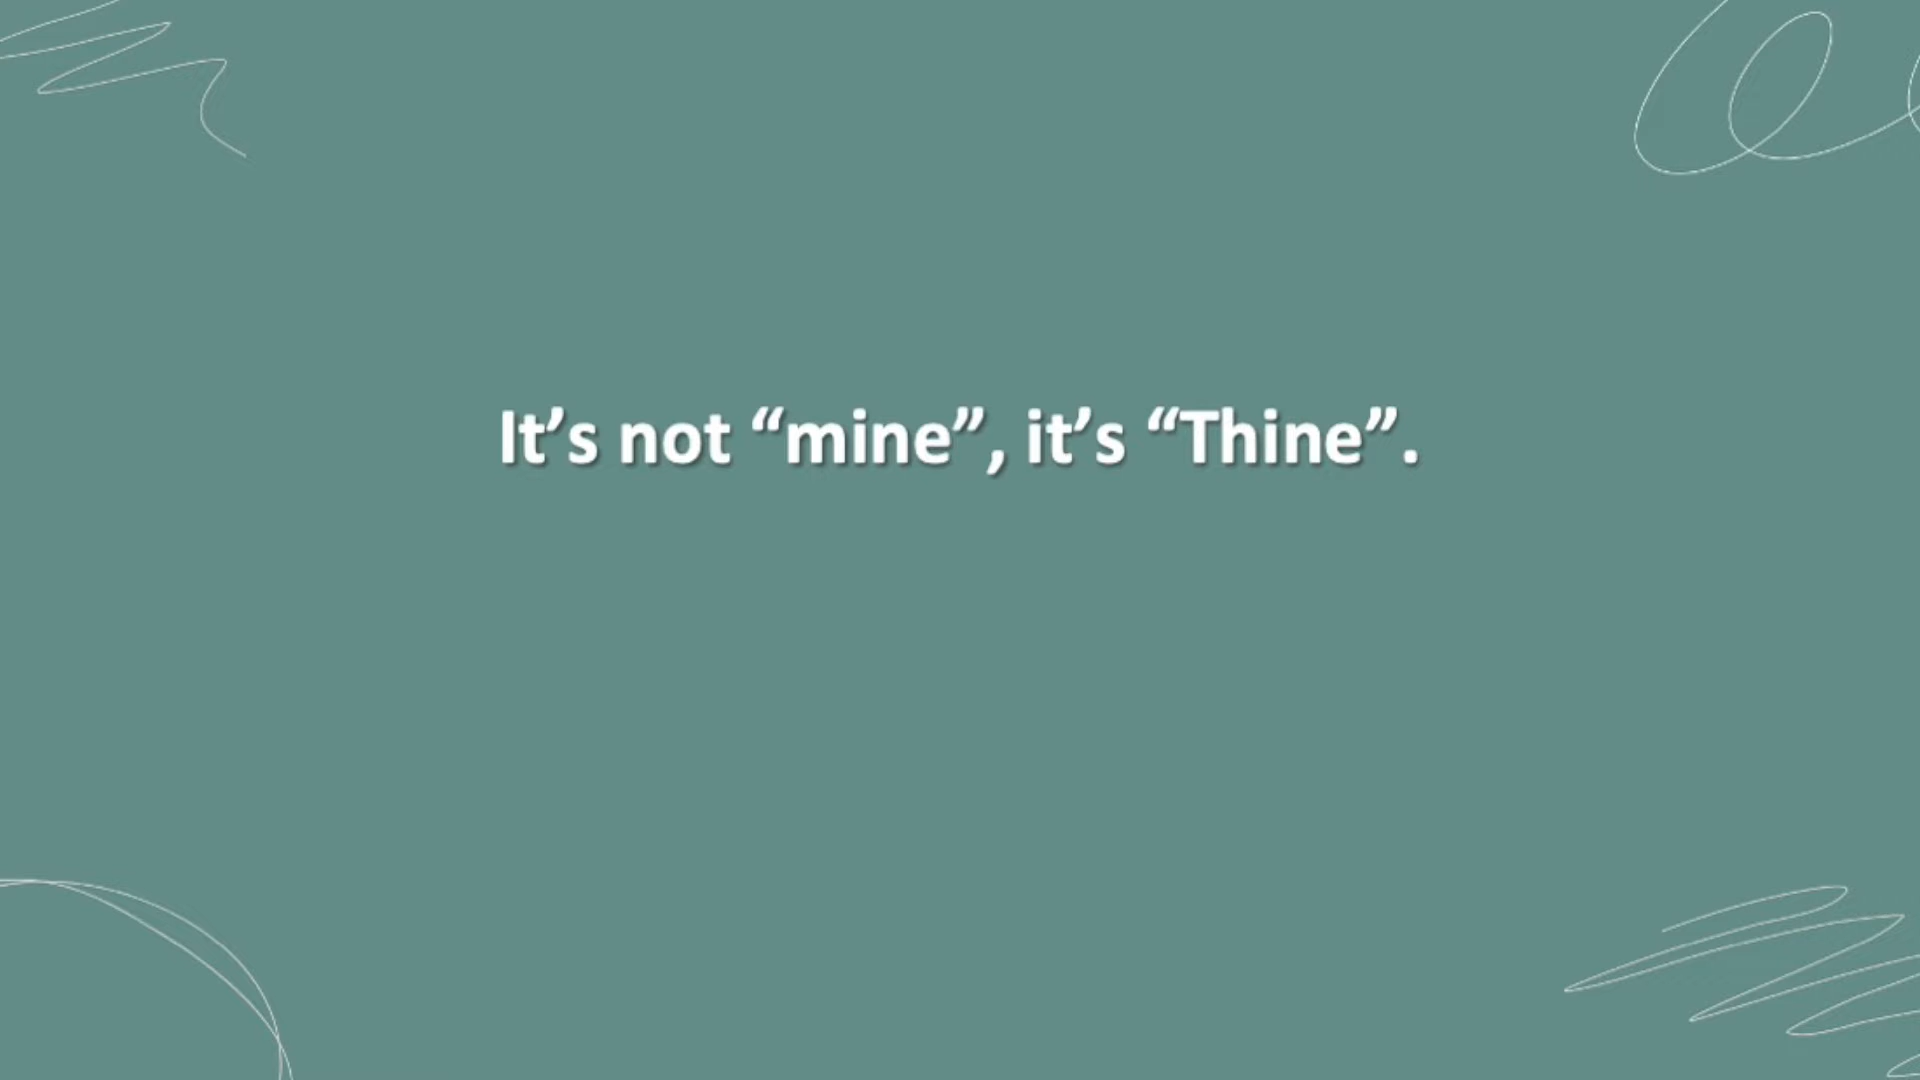 It’s not “mine”, it’s “Thine”.